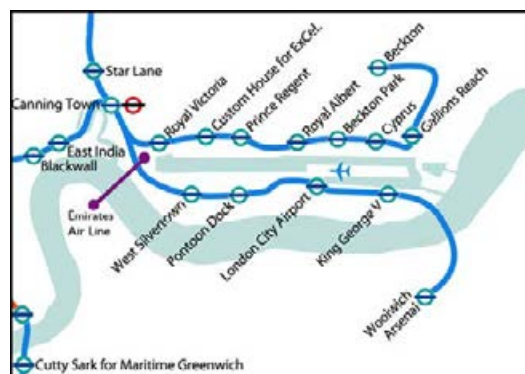 Star Lane
Canning Town
East India
Blackwall
Emirates
Air Line
Royal Victoria
Custom House for ExCel.
Prince Regent
Royal Albert
Beckton Park
Cyprus
Gallions Reach
Beckton
West Silvertown
Pontoon Dock
London City Airport
King George V
Woolwich
Arsenal
Cutty Sark for Maritime Greenwich